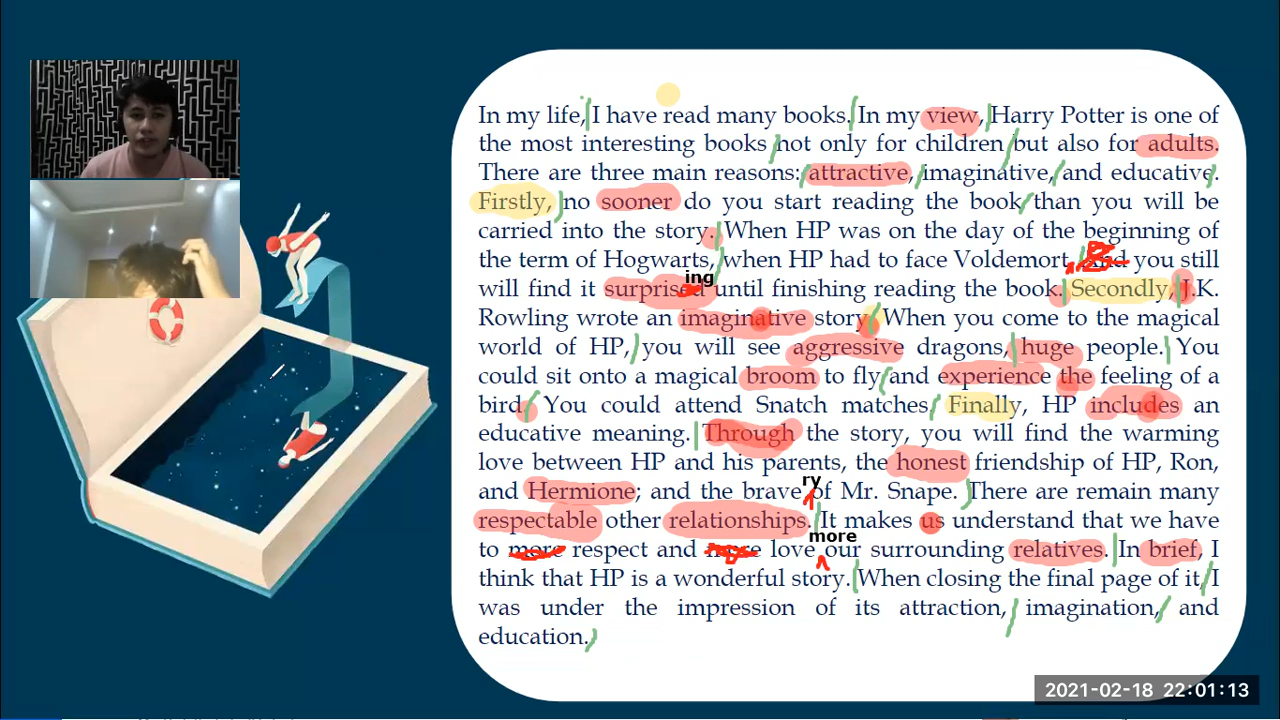 In my life, I have read many books. In my view, Harry Potter is one of
the most interesting books not only for children but also for adults.
There are three main reasons: attractive, imaginative, and educative.
Firstly, no sooner do you start reading the book than you will be
carried into the story. When HP was on the day of the beginning of
the term of Hogwarts, when HP had to face Voldemort, And you still
ing
will find it surprised until finishing reading the book. Secondly, J.K.
Rowling wrote an imaginative story. When you come to the magical
world of HP, you will see aggressive dragons, huge people. You
could sit onto a magical broom to fly and experience the feeling of a
bird. You could attend Snatch matches. Finally, HP includes an
educative meaning. Through the story, you will find the warming
love between HP and his parents, the honest friendship of HP, Ron,
ry
and Hermione; and the brave of Mr. Snape. There are remain many
respectable other relationships. It makes us understand that we have
more
to more respect and more love our surrounding relatives. In brief, I
think that HP is a wonderful story. When closing the final page of it, I
was under the impression of its attraction, imagination, and
education.
2021-02-18 22:01:13